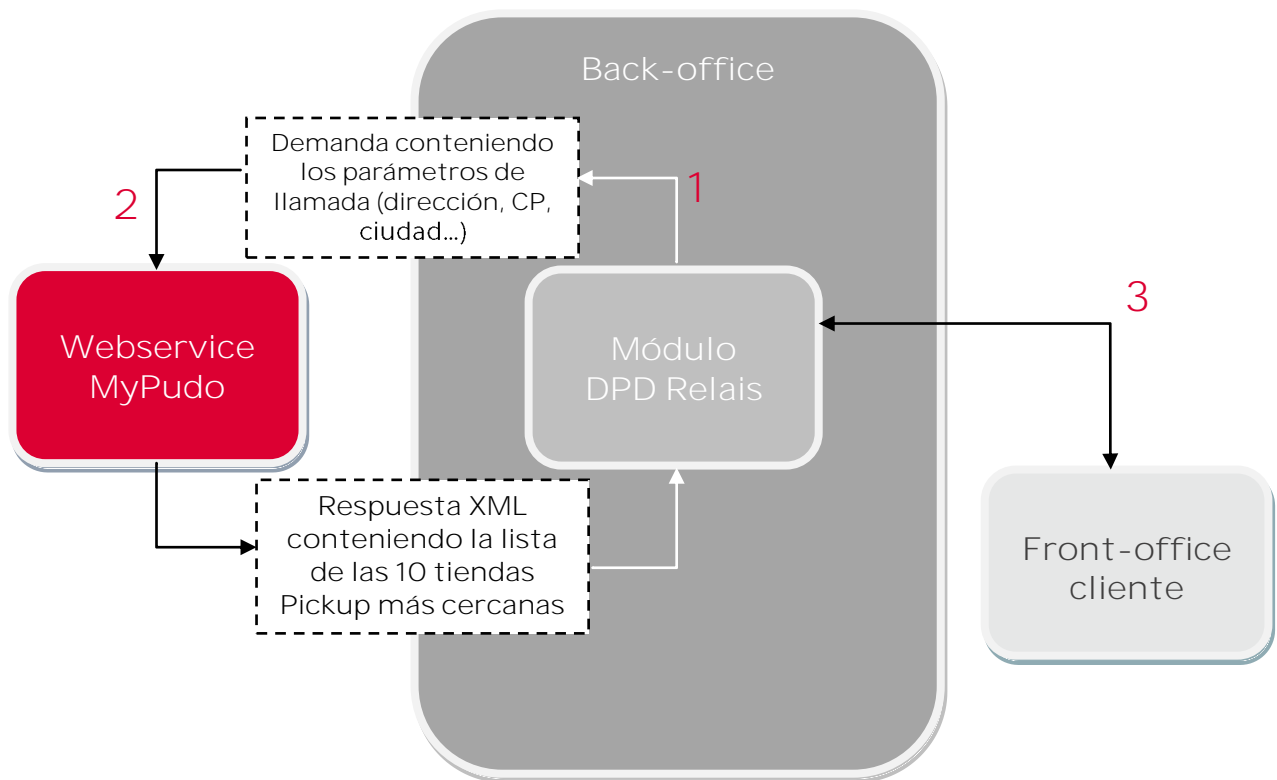 Back-office
Demanda conteniendo
los parámetros de
llamada (dirección, CP,
ciudad...)
1
2
3
Webservice
MyPudo
Módulo
DPD Relais
Respuesta XML
conteniendo la lista
de las 10 tiendas
Pickup más cercanas
Front-office
cliente